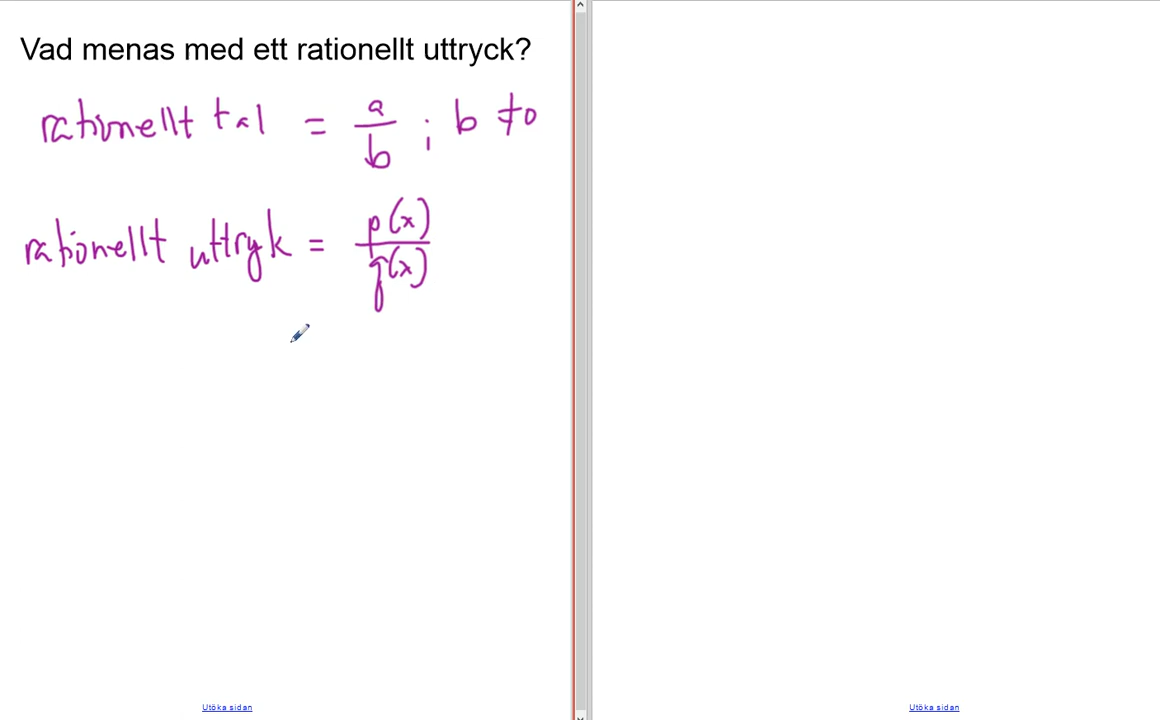 Vad menas med ett rationellt uttryck?
rationellt tal = a/b ; b ≠ 0
rationellt uttryk = p(x)/q(x)
Utöka sidan
Utöka sidan